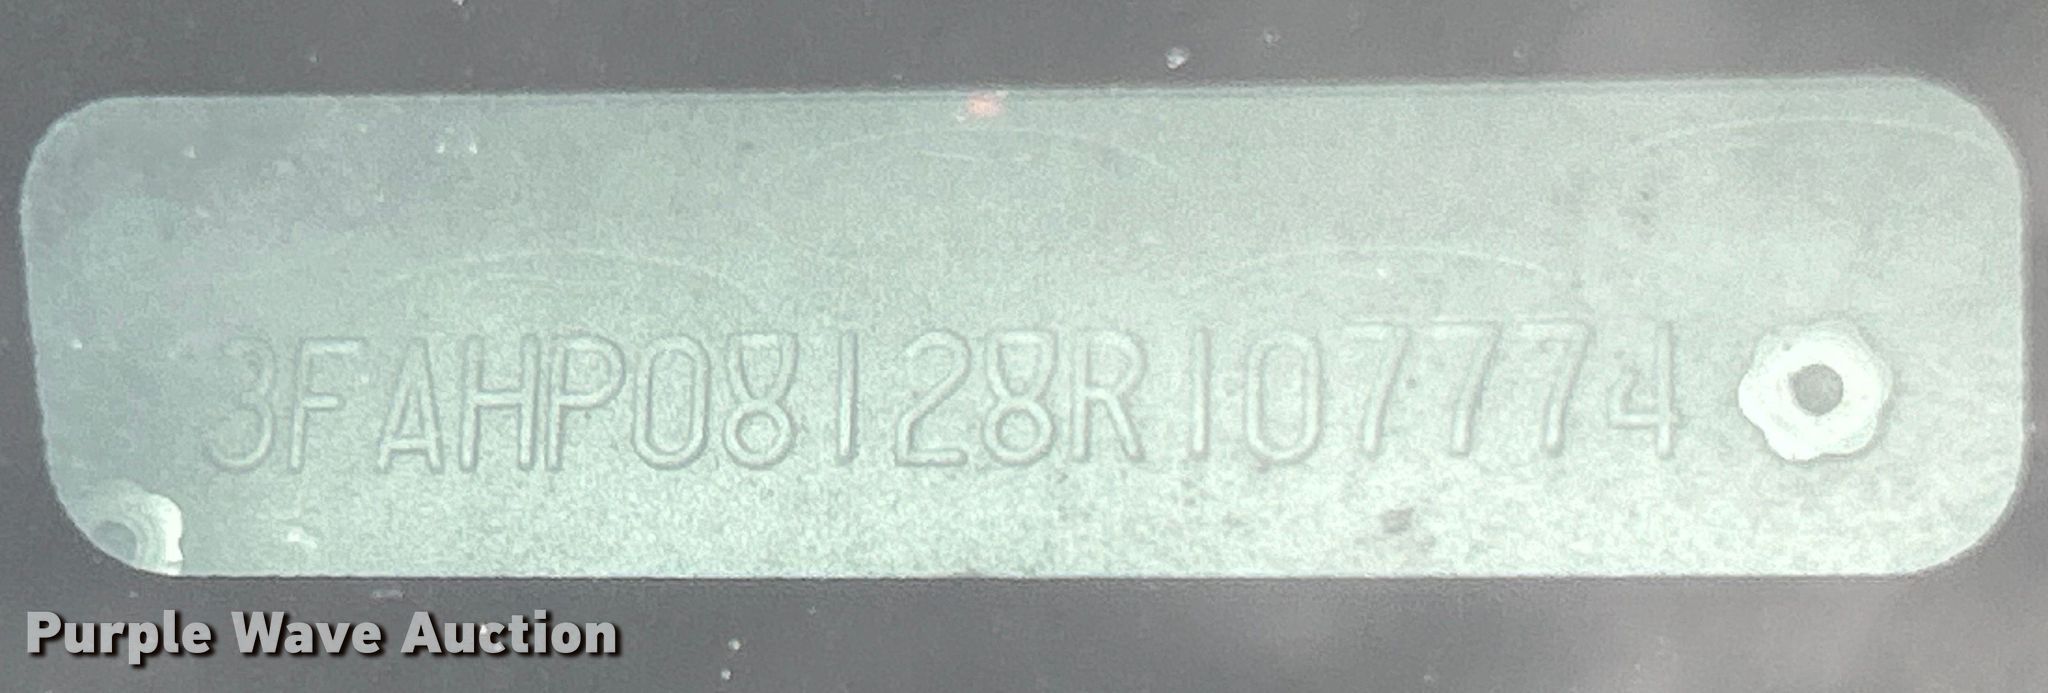 3FAHP08128R107774
Purple Wave Auction